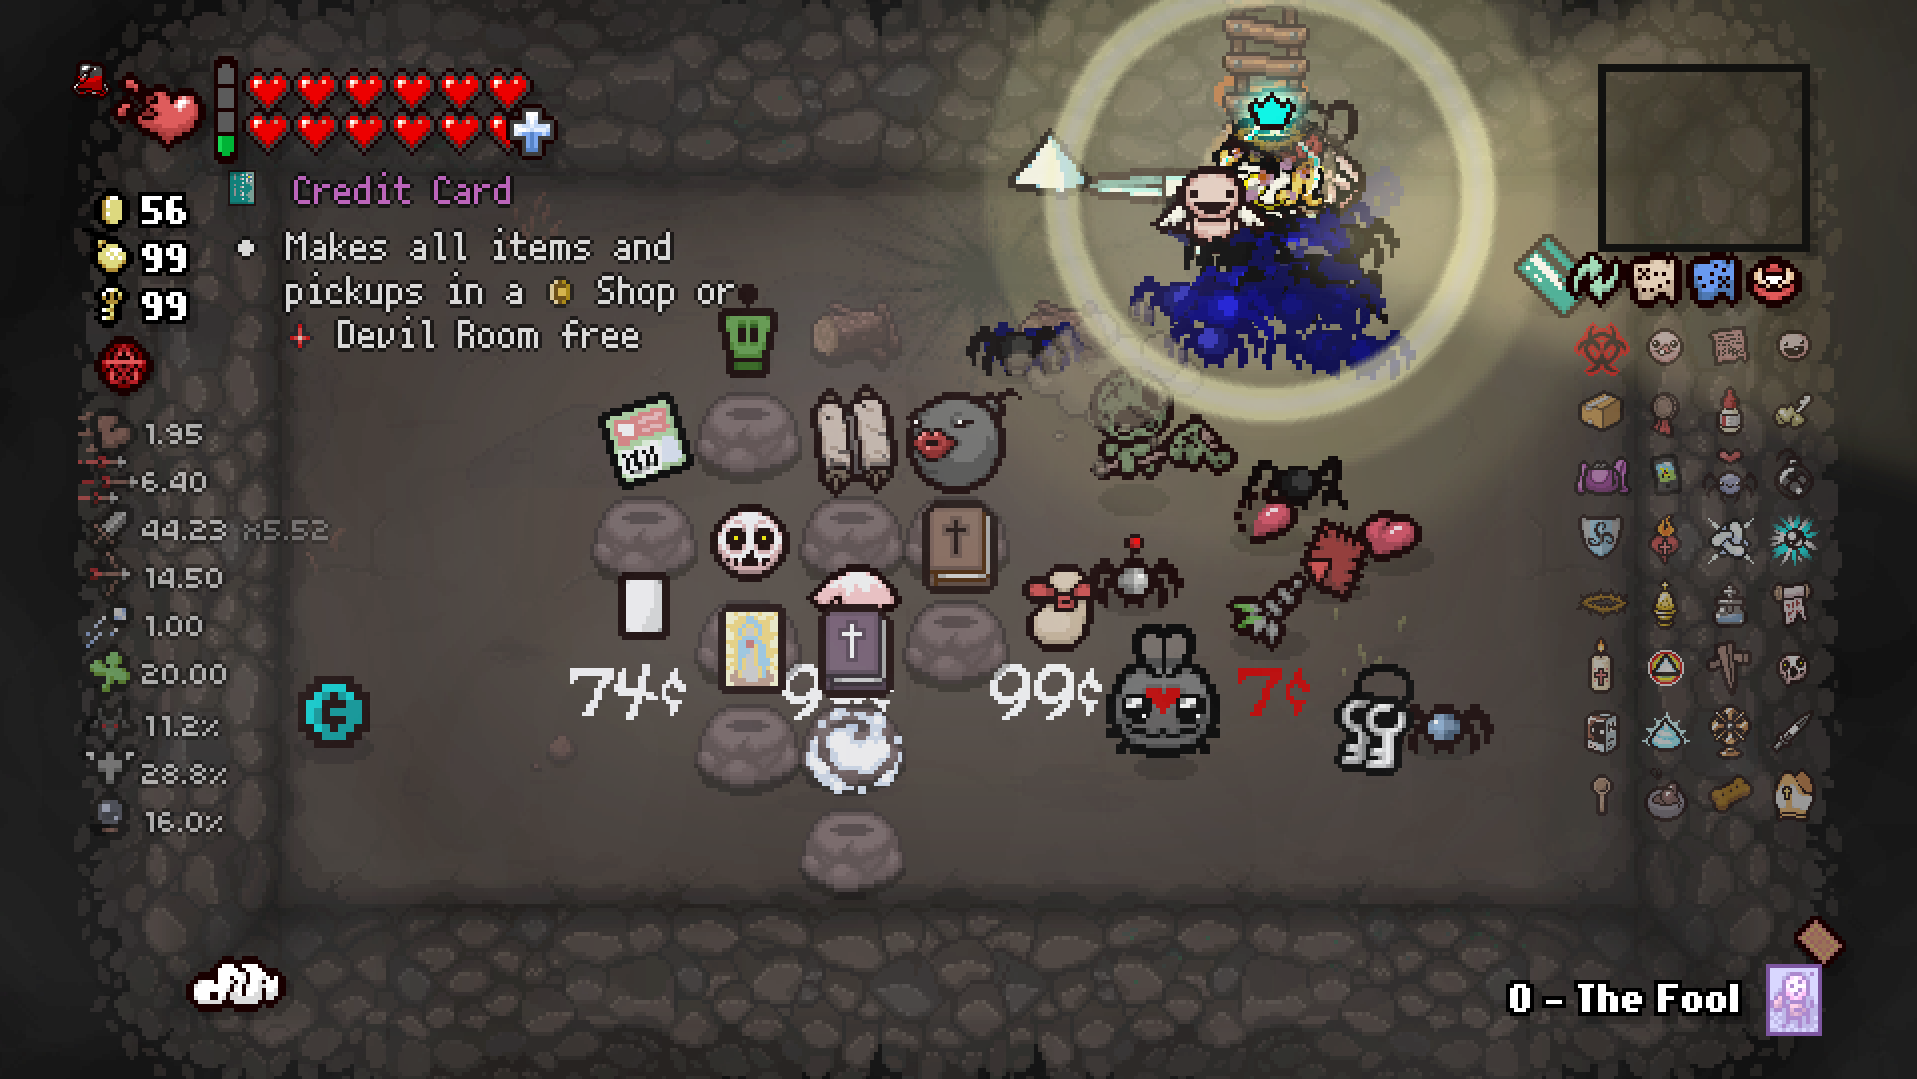 56
Credit Card
99
Makes all items and
pickups in a Shop or
99
Devil Room free
1.95
6.40
44.23 x5.52
14.50
1.00
20.00
74¢
99¢
7¢
11.2%
28.8%
16.0%
0 - The Fool